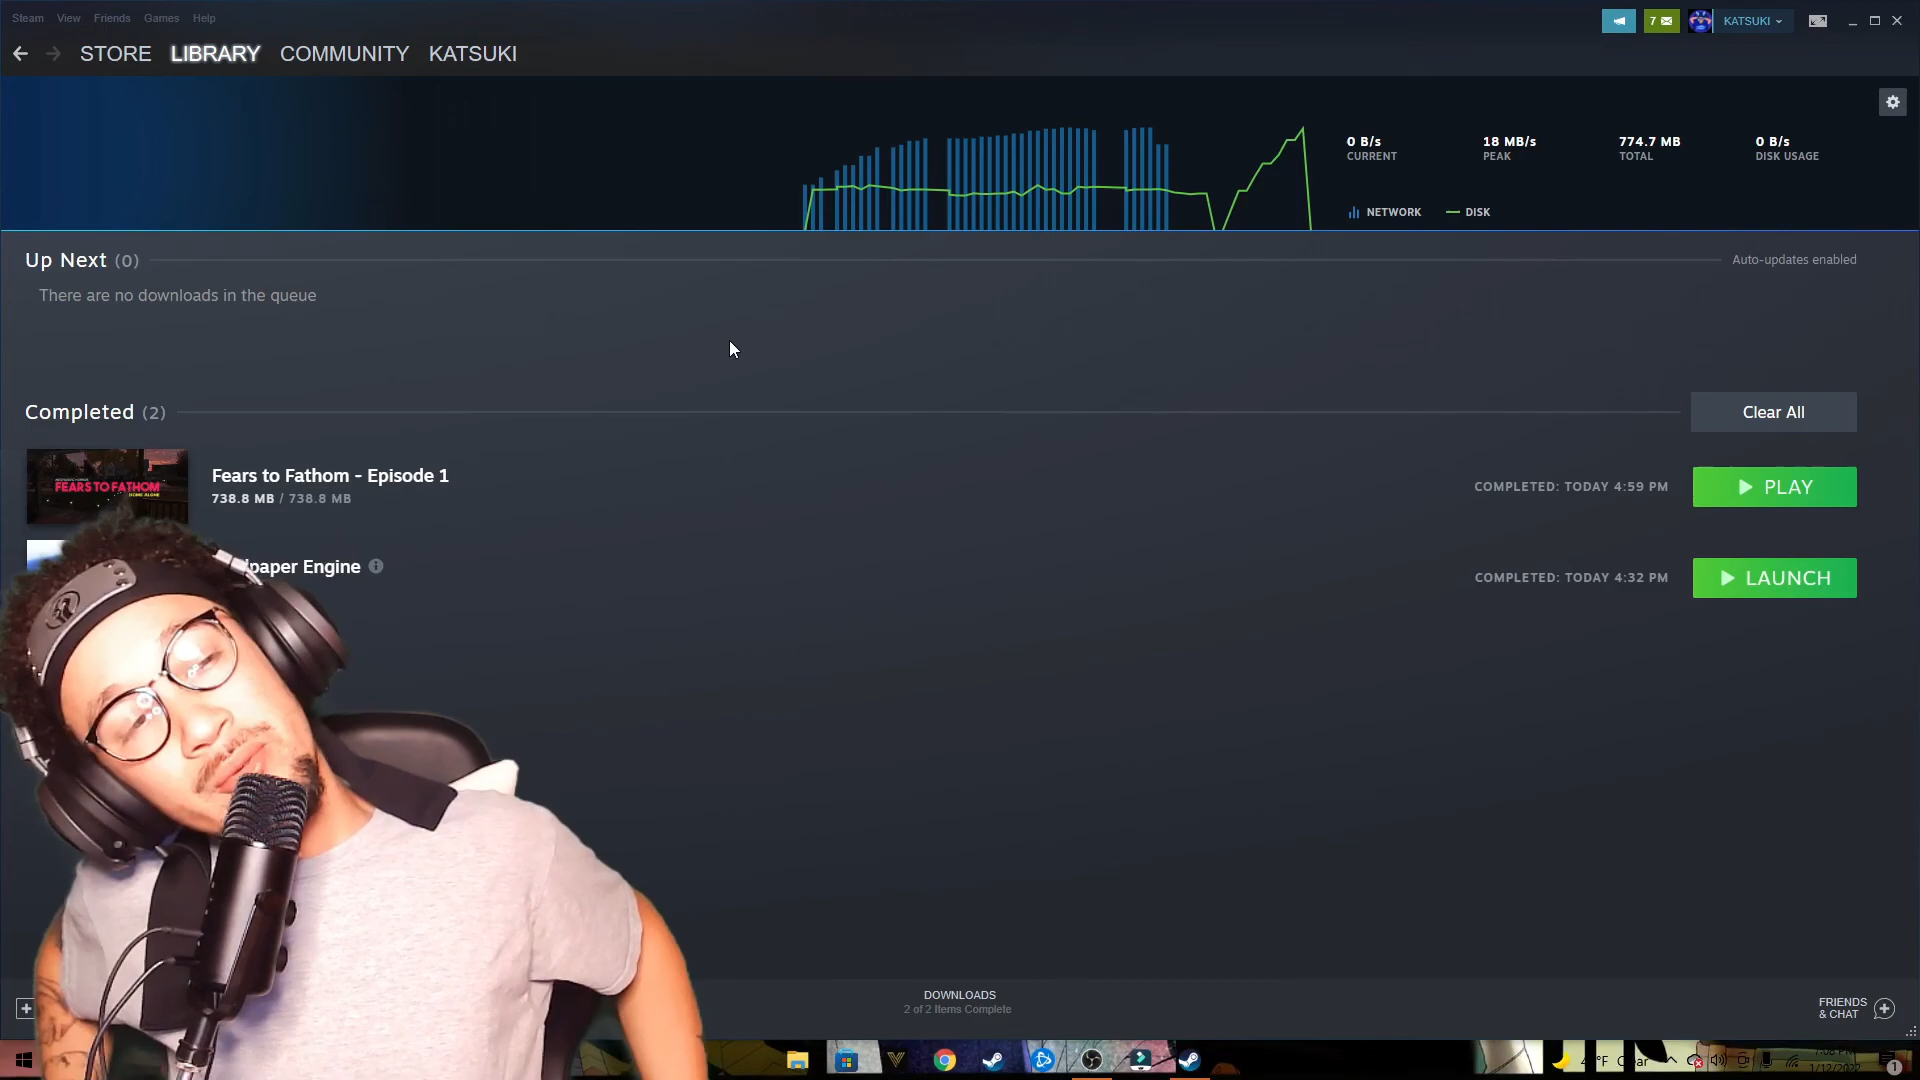 Steam View Friends Games Help
7
KATSUKI
STORE LIBRARY COMMUNITY KATSUKI
0 B/s 18 MB/s 774.7 MB 0 B/s
CURRENT PEAK TOTAL DISK USAGE
NETWORK DISK
Up Next (0)
Auto-updates enabled
There are no downloads in the queue
Completed (2)
Clear All
FEARS TO FATHOM
HOME ALONE
Fears to Fathom - Episode 1
738.8 MB / 738.8 MB
COMPLETED: TODAY 4:59 PM
PLAY
paper Engine
COMPLETED: TODAY 4:32 PM
LAUNCH
DOWNLOADS
2 of 2 Items Complete
FRIENDS
& CHAT
°F Clear
1